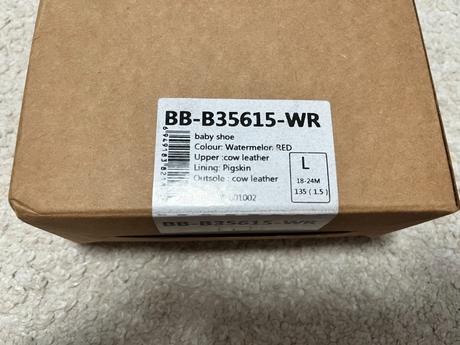 BB-B35615-WR
baby shoe
Colour: Watermelon RED
Upper :cow leather
Lining: Pigskin
Outsole : cow leather
L
18-24M
135 ( 1.5 )
01002
BB-B35615-WR